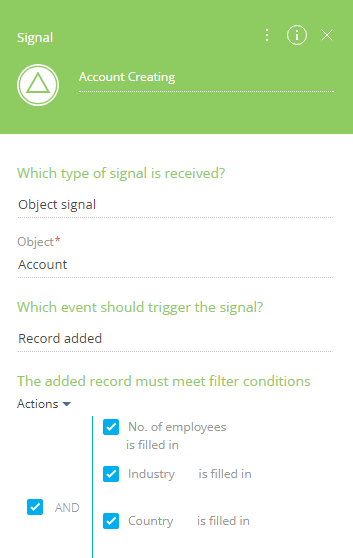 Signal
Account Creating
Which type of signal is received?
Object signal
Object*
Account
Which event should trigger the signal?
Record added
The added record must meet filter conditions
Actions
No. of employees
is filled in
Industry is filled in
AND
Country is filled in